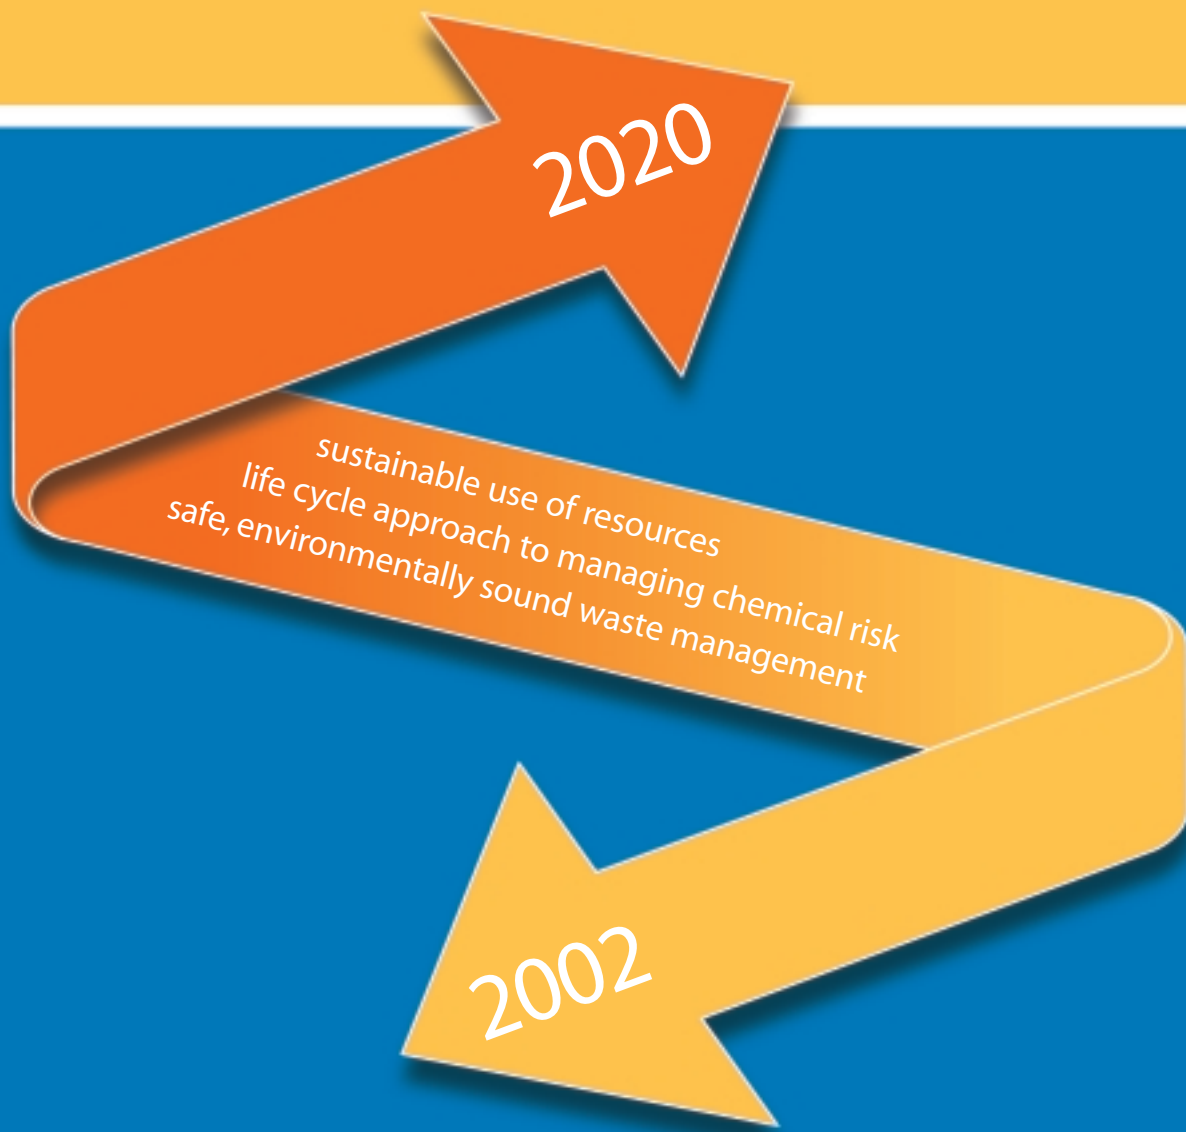 2020
sustainable use of resources
life cycle approach to managing chemical risk
safe, environmentally sound waste management
2002